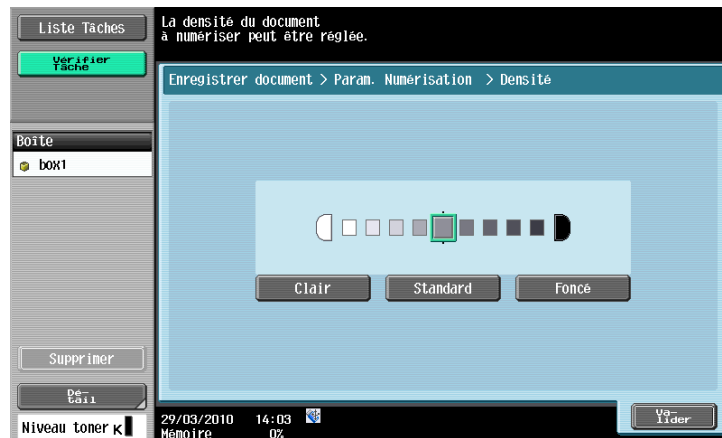 Liste Tâches
La densité du document
à numériser peut être réglée.
Vérifier
Tâche
Enregistrer document > Param. Numérisation > Densité
Boîte
box1
Clair
Standard
Foncé
Supprimer
Dé-
tail
Va-
lider
Niveau toner K
29/03/2010 14:03
Mémoire 0%